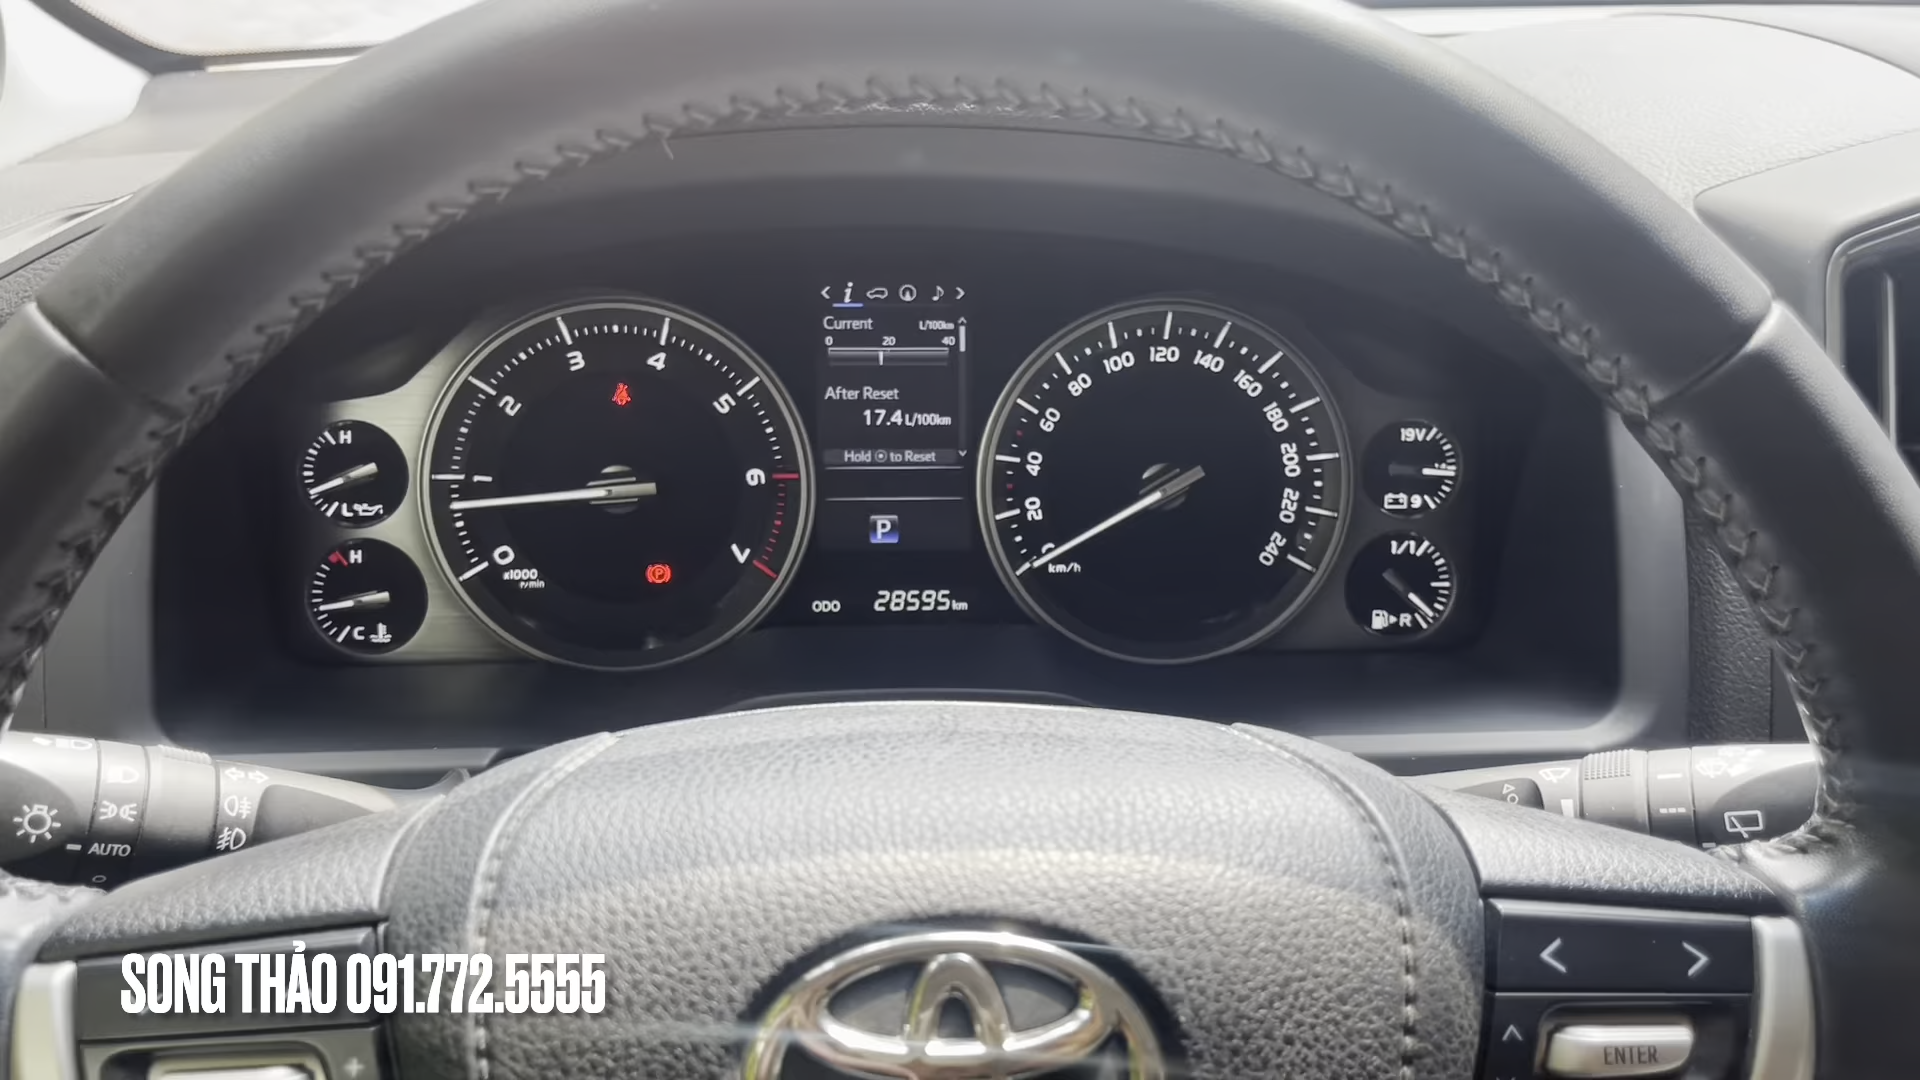 Current L/100km
0 20 40
After Reset
17.4 L/100km
Hold to Reset
P
ODO 28595 km
H
L
H
C
0 1 2 3 4 5 6 7
x1000
r/min
P
0 20 40 60 80 100 120 140 160 180 200 220 240
km/h
19V
9
1/1
R
AUTO
SONG THẢO 091.772.5555
+
ENTER